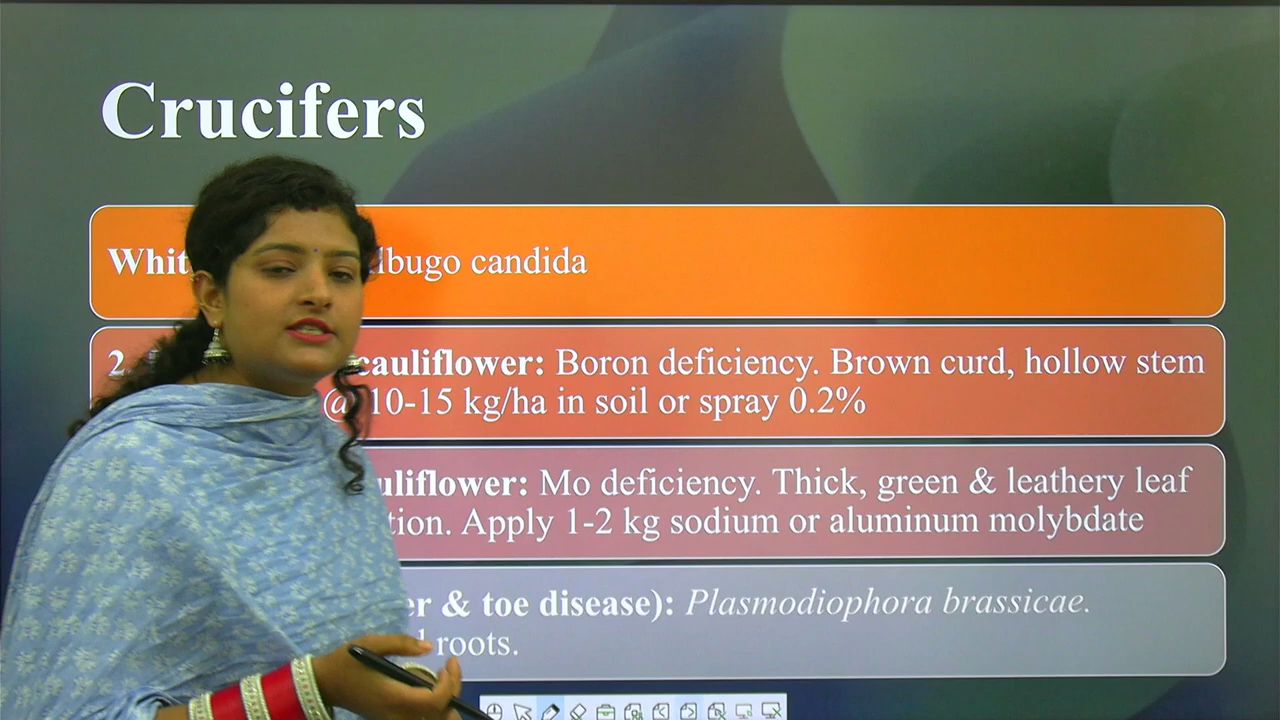 Crucifers
Whit lbugo candida
2. cauliflower: Boron deficiency. Brown curd, hollow stem
@ 10-15 kg/ha in soil or spray 0.2%
uliflower: Mo deficiency. Thick, green & leathery leaf
tion. Apply 1-2 kg sodium or aluminum molybdate
er & toe disease): Plasmodiophora brassicae.
roots.